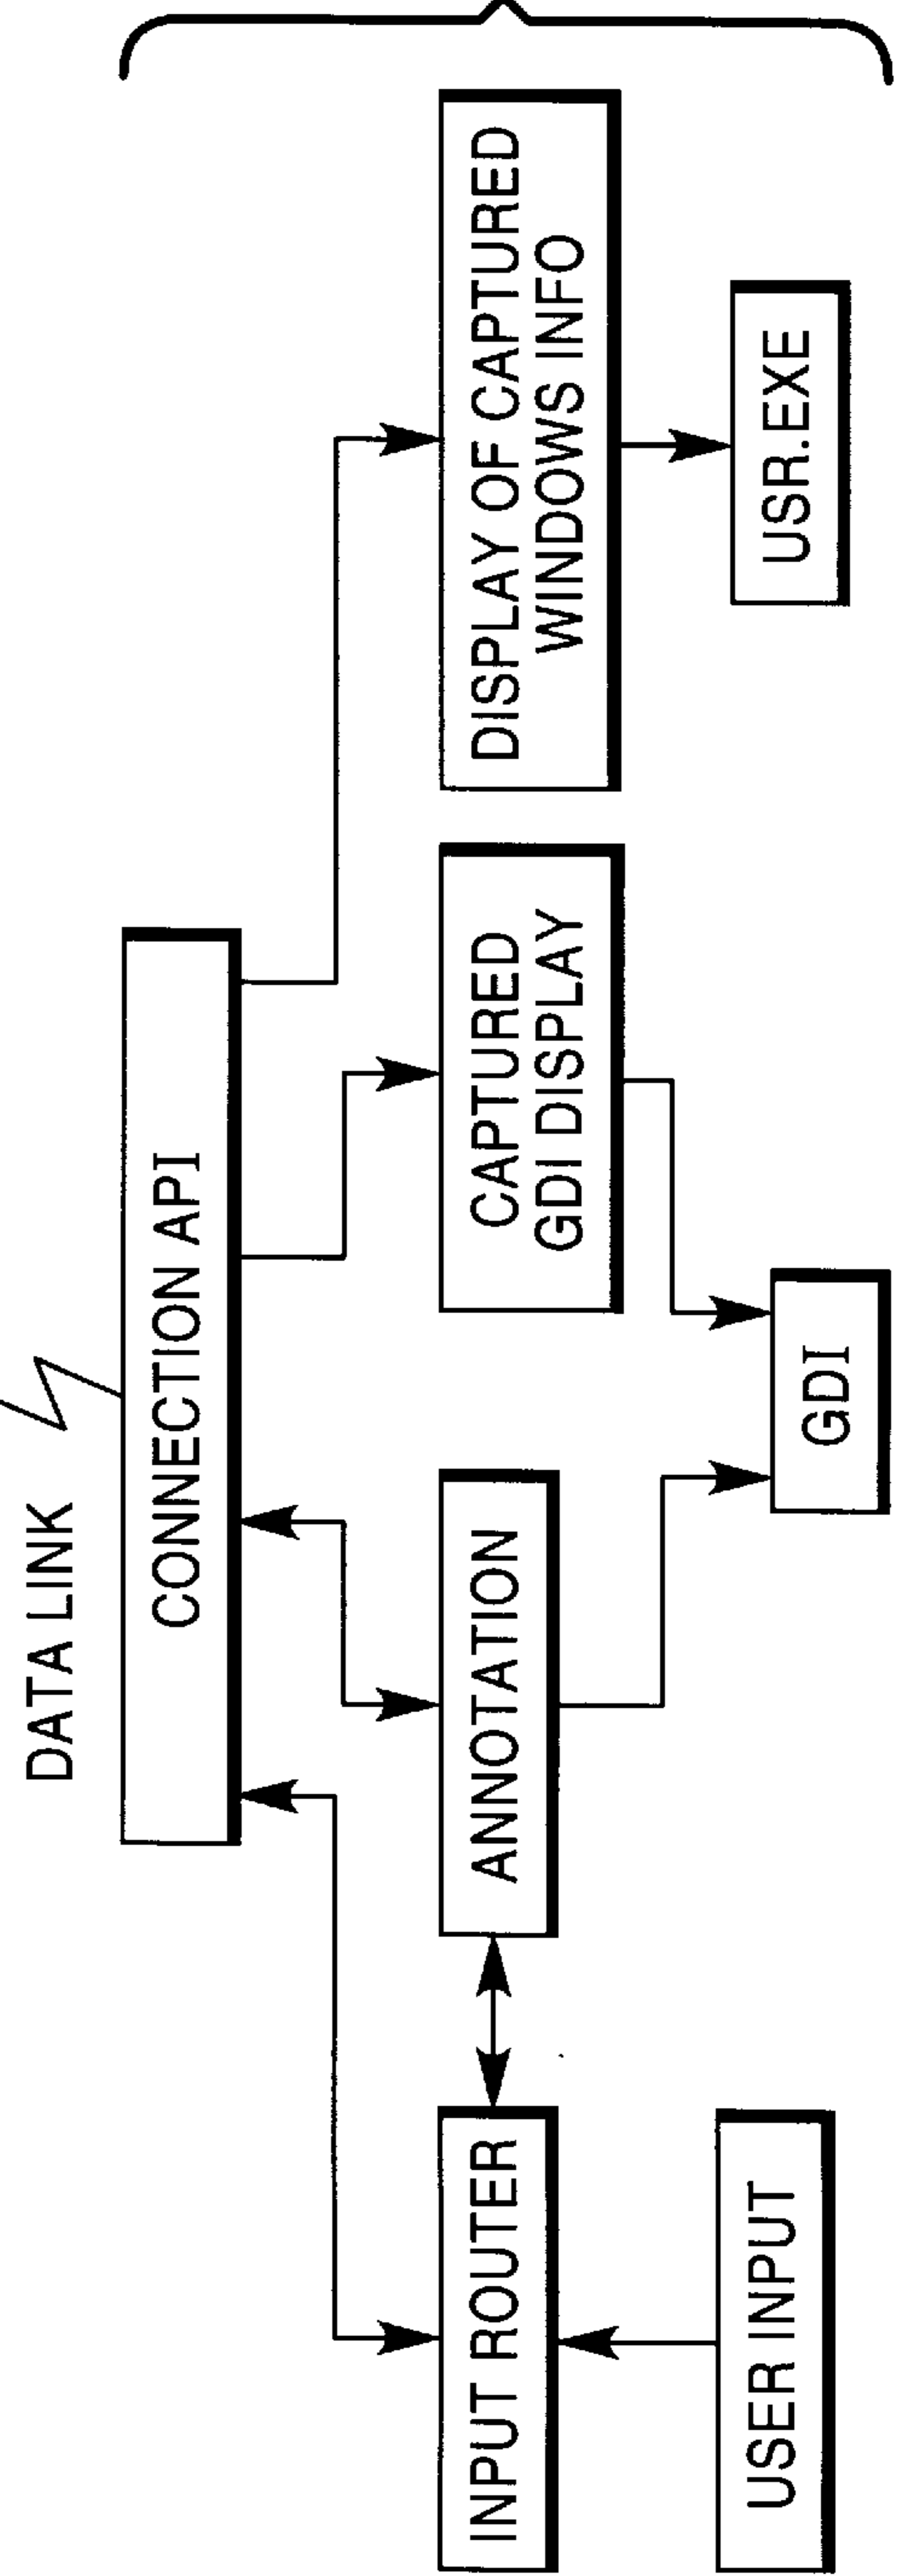 DATA LINK
CONNECTION API
INPUT ROUTER
ANNOTATION
CAPTURED
GDI DISPLAY
DISPLAY OF CAPTURED
WINDOWS INFO
USER INPUT
GDI
USR.EXE